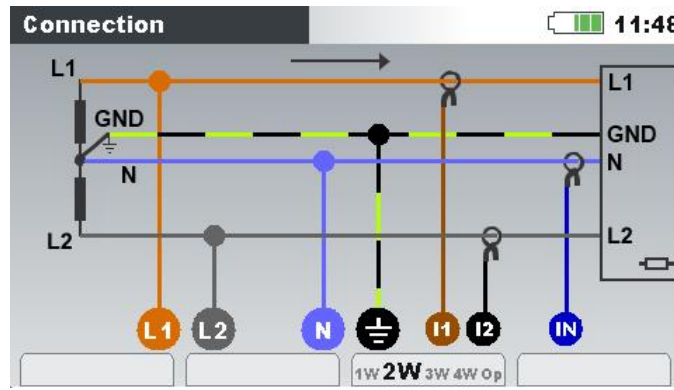 Connection 11:48
L1 L1
GND GND
N N
L2 L2
L1 L2 N I1 I2 IN
1W 2W 3W 4W Op